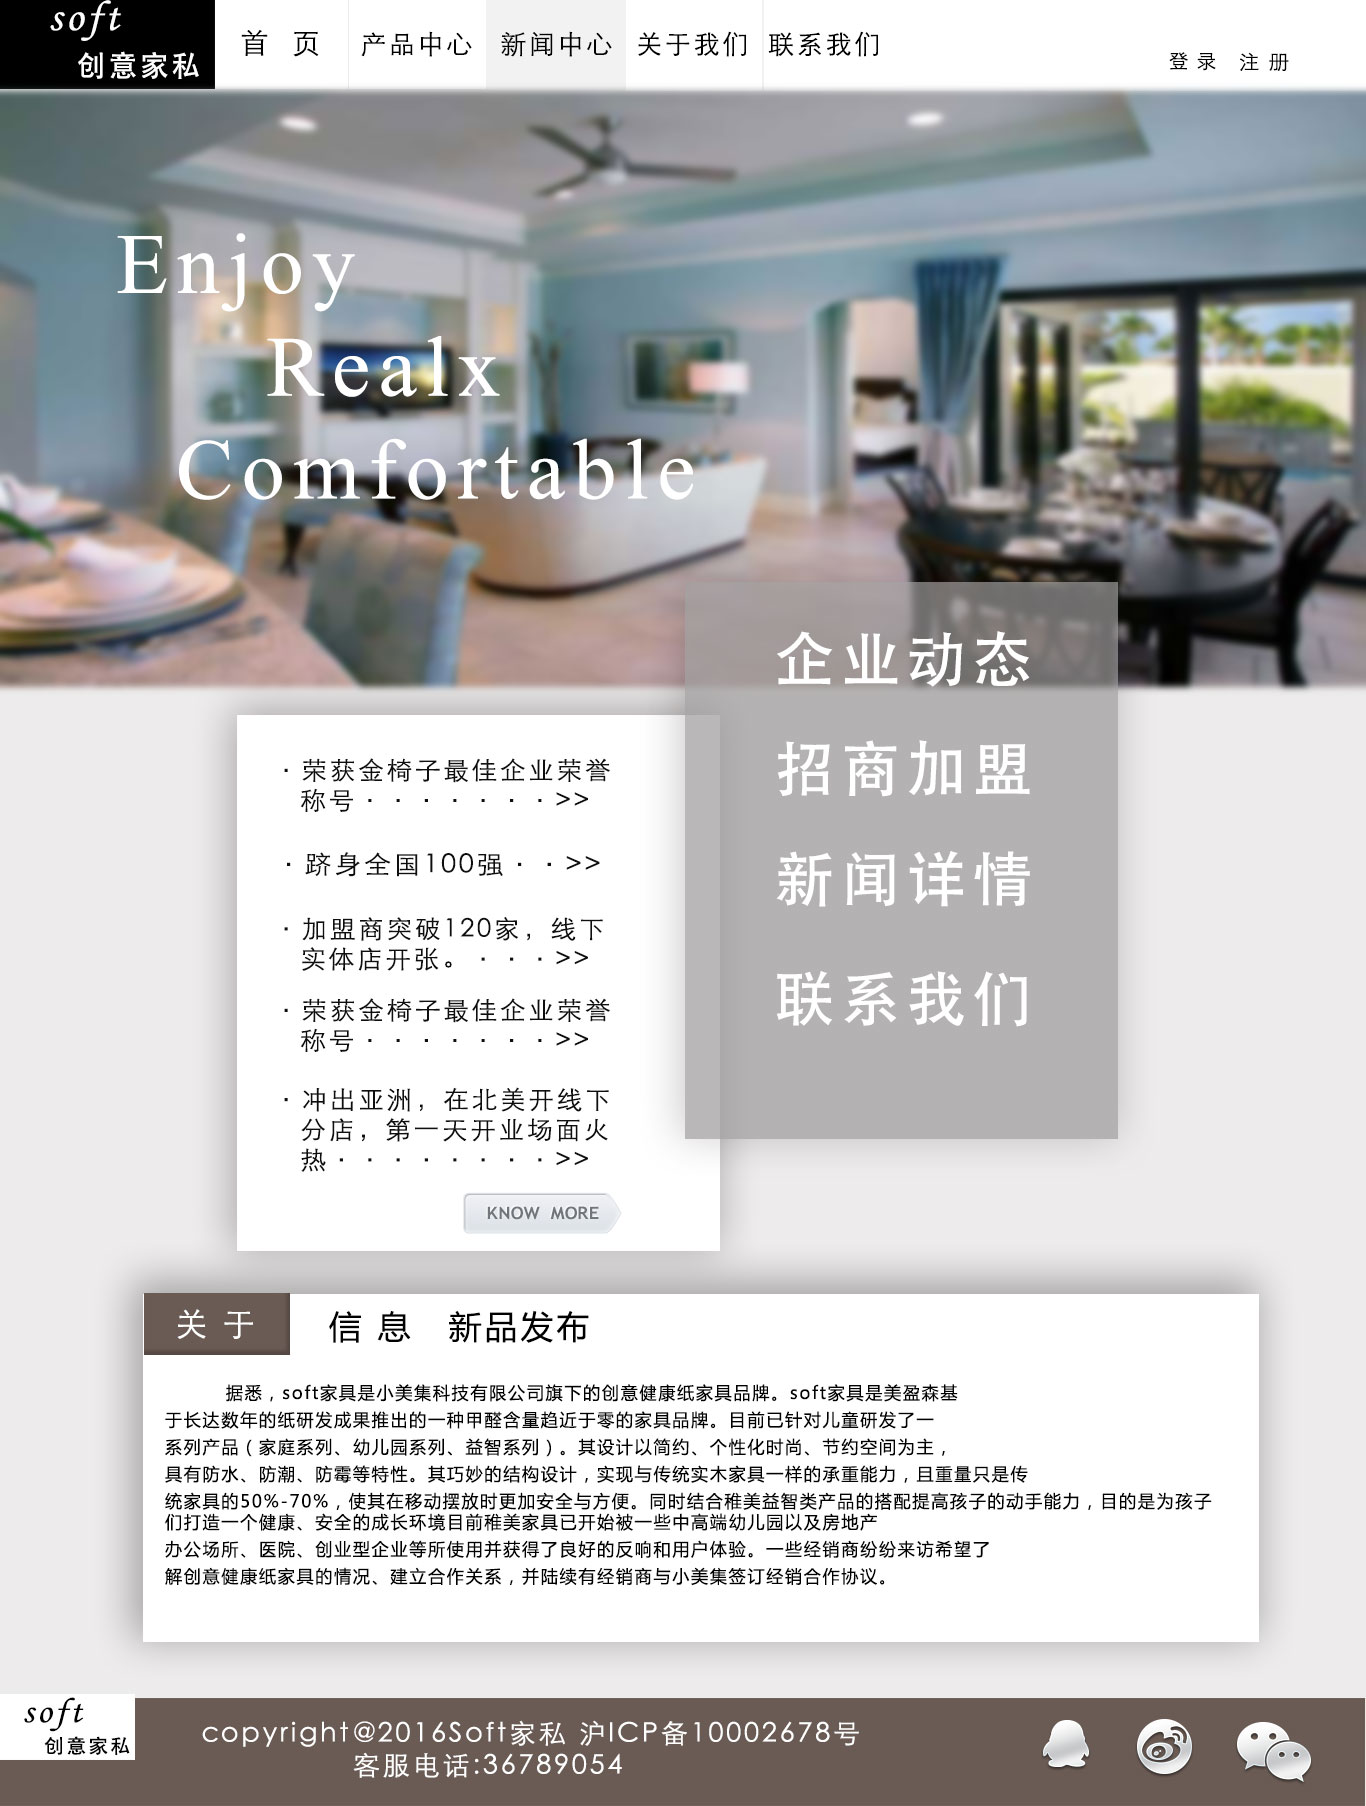 soft
创意家私
首 页 产品中心 新闻中心 关于我们 联系我们
登录 注册
Enjoy
Realx
Comfortable
企业动态
招商加盟
新闻详情
联系我们
· 荣获金椅子最佳企业荣誉
称号· · · · · · ·>>
· 跻身全国100强· · >>
· 加盟商突破120家，线下
实体店开张。· · ·>>
· 荣获金椅子最佳企业荣誉
称号· · · · · · ·>>
· 冲出亚洲，在北美开线下
分店，第一天开业场面火
热· · · · · · · ·>>
KNOW MORE
关于 信息 新品发布
据悉，soft家具是小美集科技有限公司旗下的创意健康纸家具品牌。soft家具是美盈森基
于长达数年的纸研发成果推出的一种甲醛含量趋近于零的家具品牌。目前已针对儿童研发了一
系列产品（家庭系列、幼儿园系列、益智系列）。其设计以简约、个性化时尚、节约空间为主，
具有防水、防潮、防霉等特性。其巧妙的结构设计，实现与传统实木家具一样的承重能力，且重量只是传
统家具的50%-70%，使其在移动摆放时更加安全与方便。同时结合稚美益智类产品的搭配提高孩子的动手能力，目的是为孩子
们打造一个健康、安全的成长环境目前稚美家具已开始被一些中高端幼儿园以及房地产
办公场所、医院、创业型企业等所使用并获得了良好的反响和用户体验。一些经销商纷纷来访希望了
解创意健康纸家具的情况、建立合作关系，并陆续有经销商与小美集签订经销合作协议。
soft
创意家私
copyright@2016Soft家私 沪ICP备10002678号
客服电话:36789054